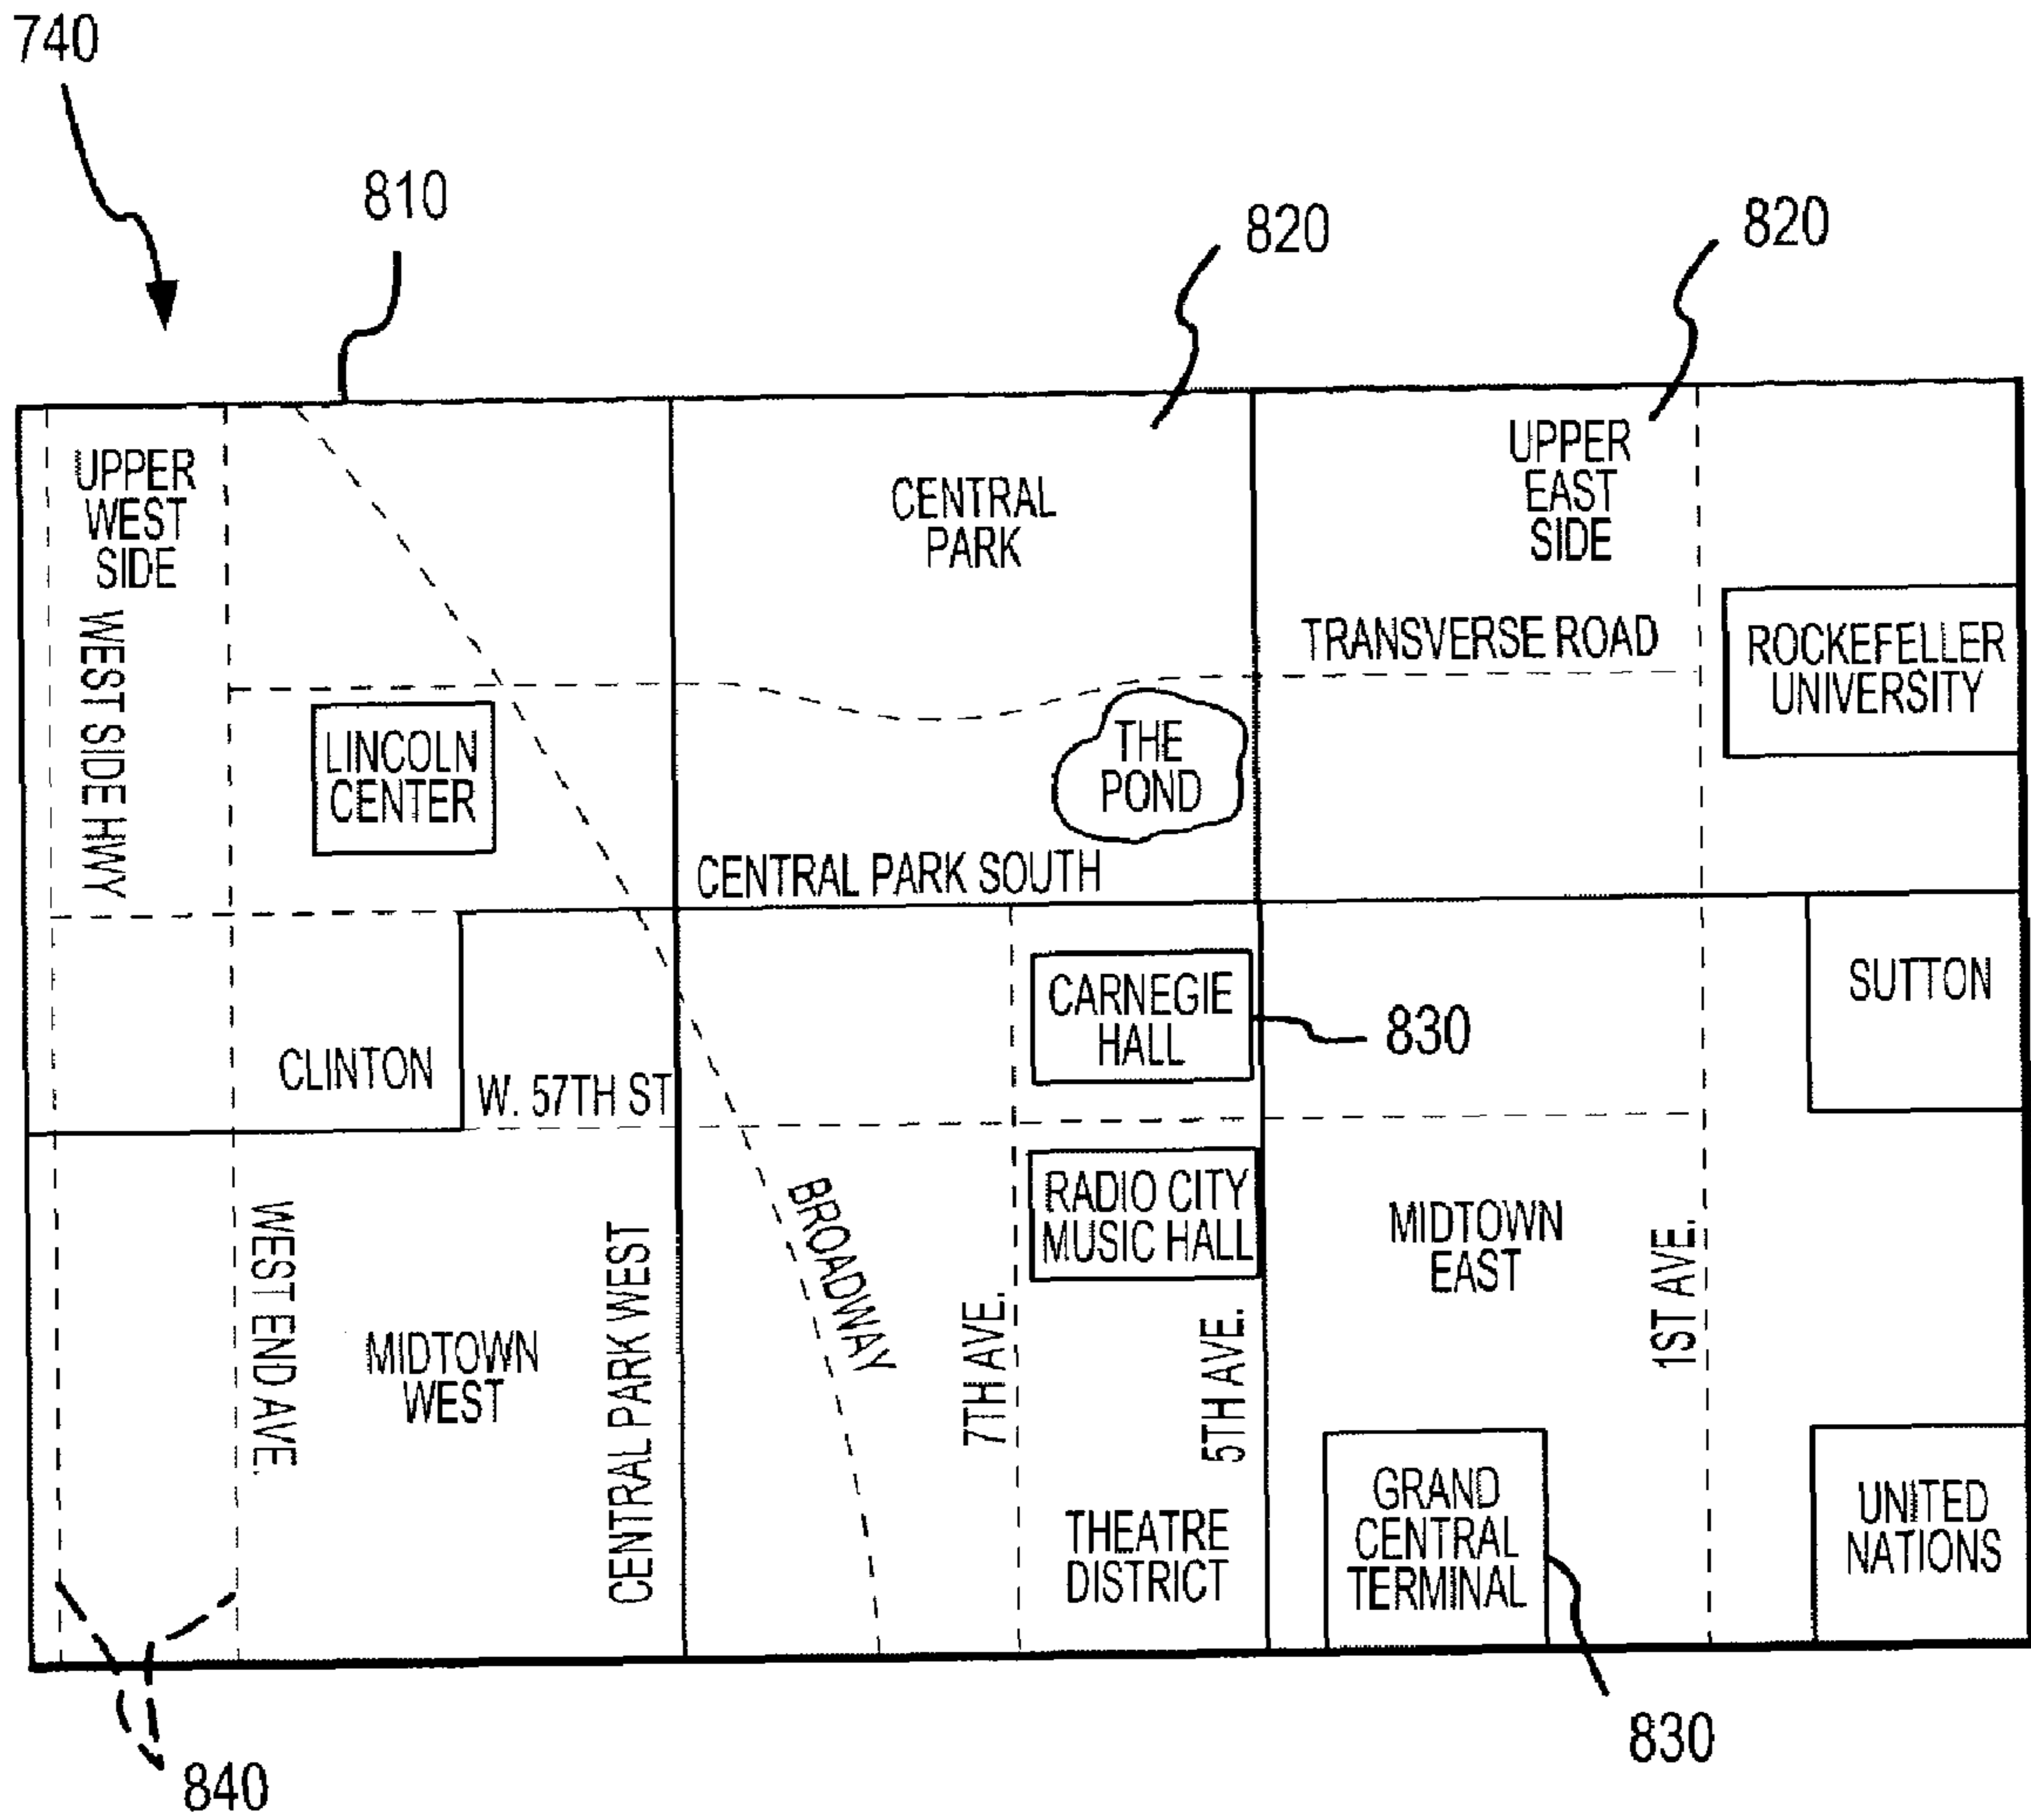 740
810
820
820
UPPER
WEST
SIDE
CENTRAL
PARK
UPPER
EAST
SIDE
WEST SIDE HWY
TRANSVERSE ROAD
ROCKEFELLER
UNIVERSITY
LINCOLN
CENTER
THE
POND
CENTRAL PARK SOUTH
CARNEGIE
HALL
830
SUTTON
CLINTON
W. 57TH ST
RADIO CITY
MUSIC HALL
BROADWAY
MIDTOWN
EAST
WEST END AVE.
CENTRAL PARK WEST
7TH AVE.
5TH AVE.
1ST AVE.
MIDTOWN
WEST
THEATRE
DISTRICT
GRAND
CENTRAL
TERMINAL
UNITED
NATIONS
830
840